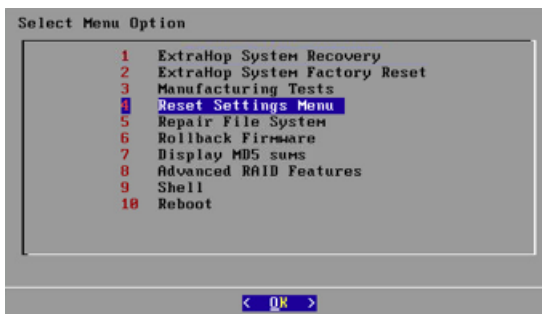 Select Menu Option
1 ExtraHop System Recovery
2 ExtraHop System Factory Reset
3 Manufacturing Tests
4 Reset Settings Menu
5 Repair File System
6 Rollback Firmware
7 Display MD5 sums
8 Advanced RAID Features
9 Shell
10 Reboot
< OK >